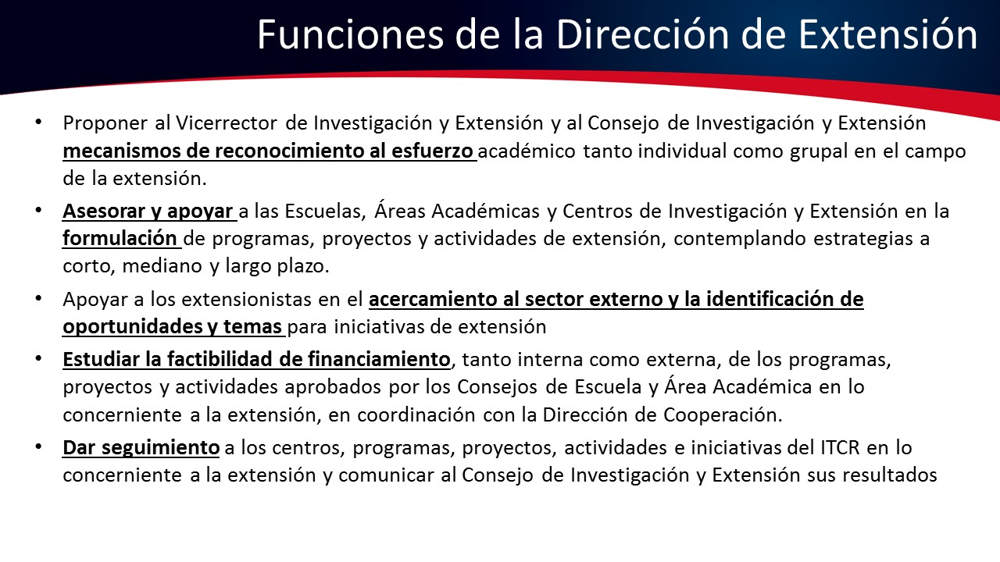 Funciones de la Dirección de Extensión
• Proponer al Vicerrector de Investigación y Extensión y al Consejo de Investigación y Extensión
mecanismos de reconocimiento al esfuerzo académico tanto individual como grupal en el campo
de la extensión.
• Asesorar y apoyar a las Escuelas, Áreas Académicas y Centros de Investigación y Extensión en la
formulación de programas, proyectos y actividades de extensión, contemplando estrategias a
corto, mediano y largo plazo.
• Apoyar a los extensionistas en el acercamiento al sector externo y la identificación de
oportunidades y temas para iniciativas de extensión
• Estudiar la factibilidad de financiamiento, tanto interna como externa, de los programas,
proyectos y actividades aprobados por los Consejos de Escuela y Área Académica en lo
concerniente a la extensión, en coordinación con la Dirección de Cooperación.
• Dar seguimiento a los centros, programas, proyectos, actividades e iniciativas del ITCR en lo
concerniente a la extensión y comunicar al Consejo de Investigación y Extensión sus resultados